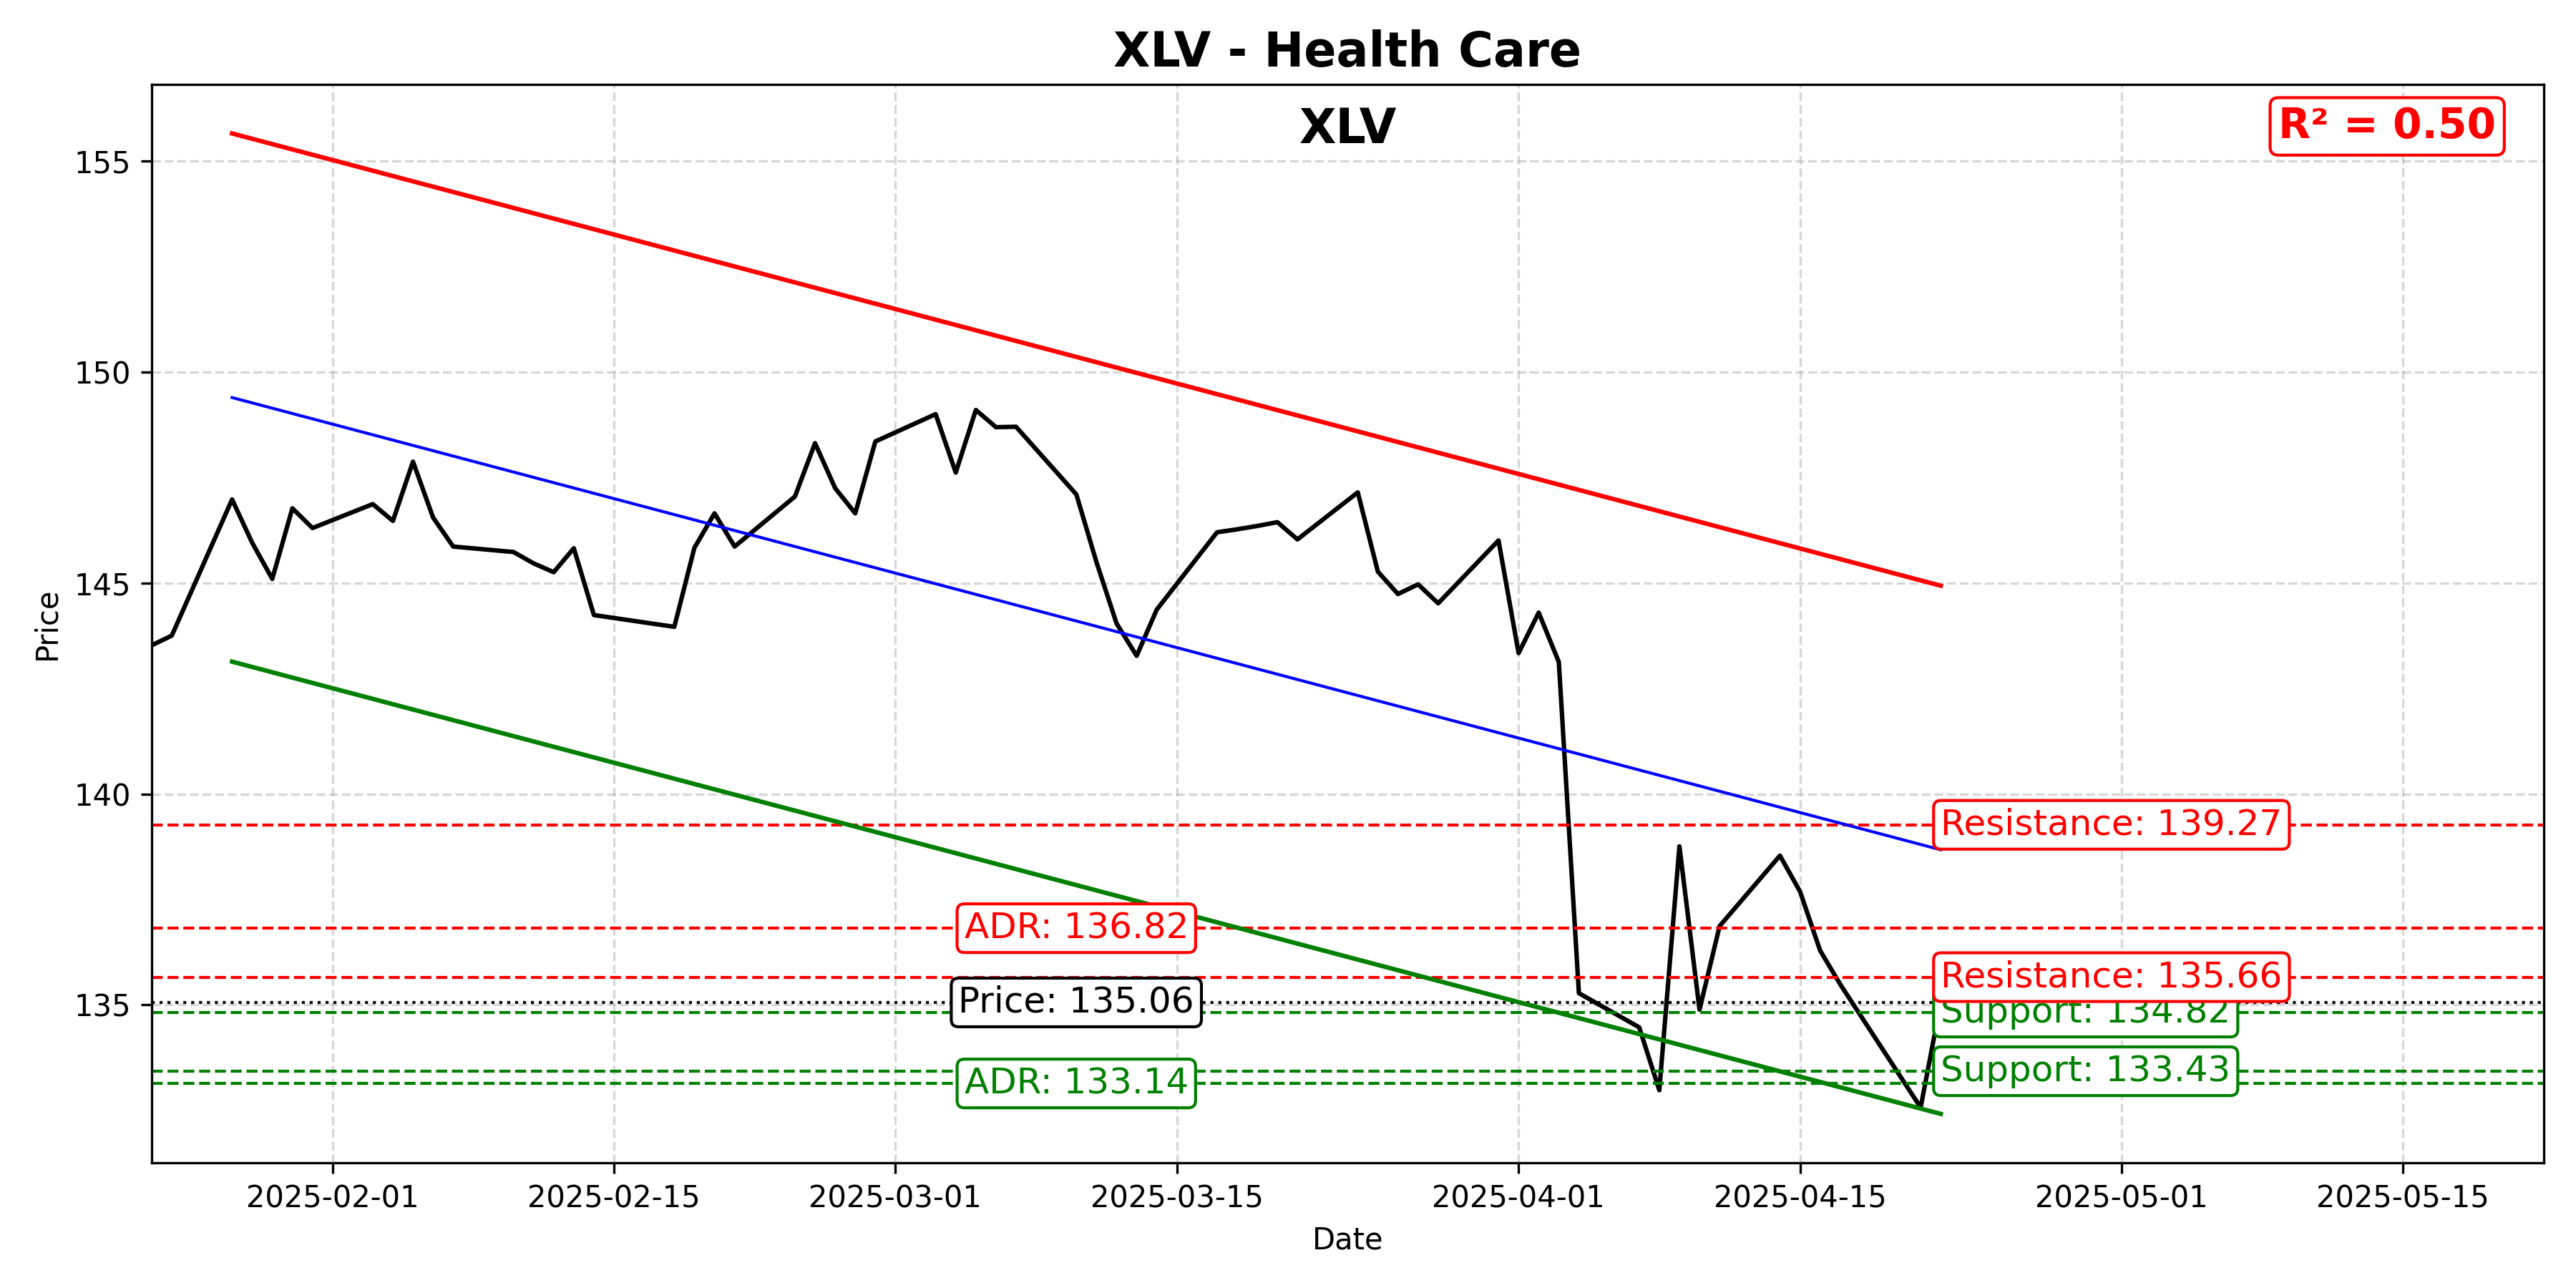 XLV - Health Care
XLV
R² = 0.50
155
150
145
140
135
Price
Resistance: 139.27
ADR: 136.82
Resistance: 135.66
Price: 135.06
Support: 134.82
Support: 133.43
ADR: 133.14
2025-02-01
2025-02-15
2025-03-01
2025-03-15
2025-04-01
2025-04-15
2025-05-01
2025-05-15
Date